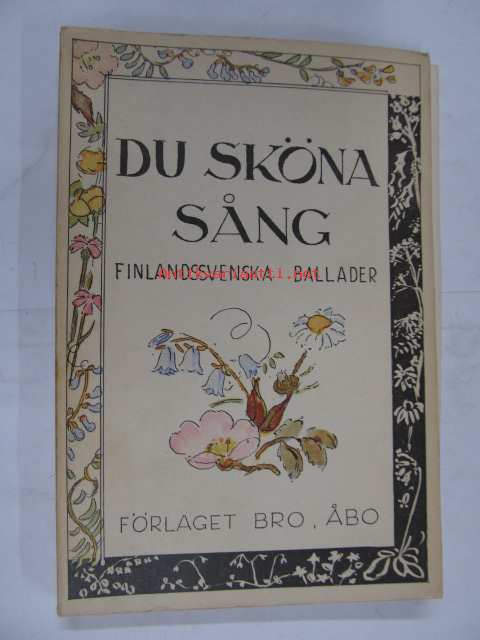 DU SKÖNA
SÅNG
FINLANDSSVENSKA BALLADER
FÖRLAGET BRO, ÅBO